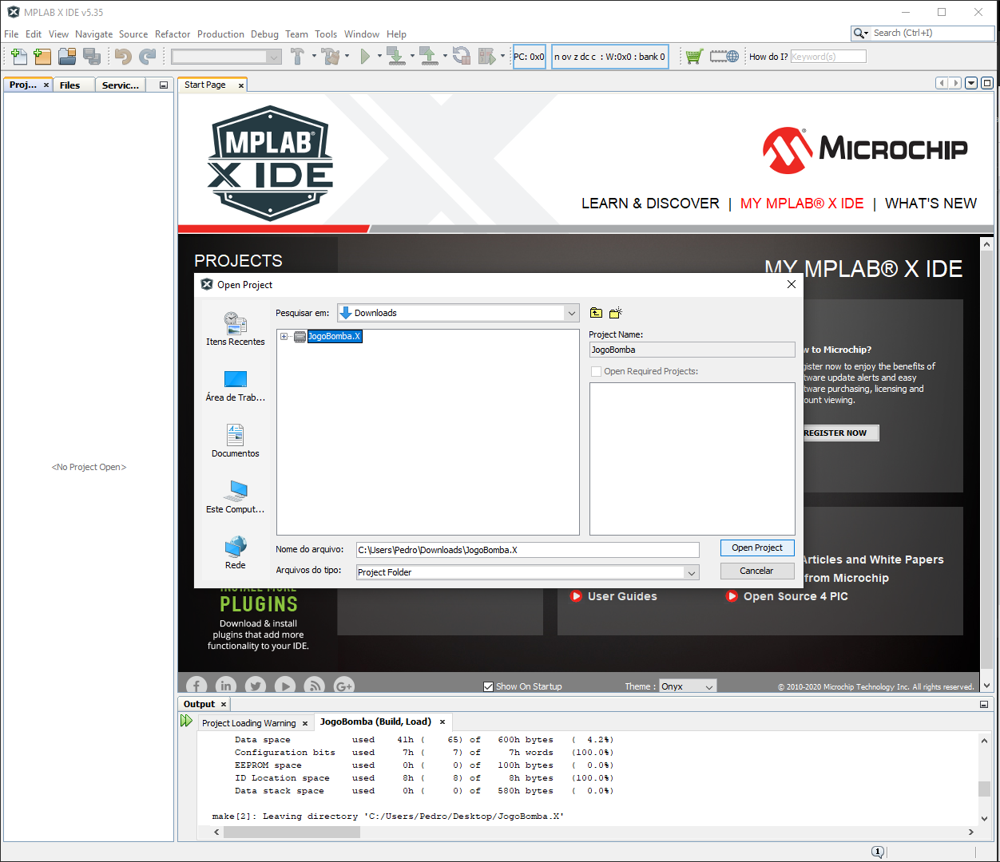 MPLAB X IDE v5.35
File Edit View Navigate Source Refactor Production Debug Team Tools Window Help
Search (Ctrl+I)
PC: 0x0
n ov z dc c : W:0x0 : bank 0
How do I? Keyword(s)
Proj... × Files Servic...
Start Page ×
MPLAB®
X IDE
MICROCHIP
LEARN & DISCOVER | MY MPLAB® X IDE | WHAT'S NEW
PROJECTS
MY MPLAB® X IDE
Open Project
Pesquisar em: Downloads
Itens Recentes
Área de Trab...
Documentos
Este Comput...
Rede
JogoBomba.X
Project Name:
JogoBomba
Open Required Projects:
Nome do arquivo: C:\Users\Pedro\Downloads\JogoBomba.X
Open Project
Arquivos do tipo: Project Folder
Cancelar
<No Project Open>
w to Microchip?
ister now to enjoy the benefits of
tware update alerts and easy
tware purchasing, licensing and
ount viewing.
REGISTER NOW
Articles and White Papers
from Microchip
User Guides
Open Source 4 PIC
INSTALL MORE
PLUGINS
Download & install
plugins that add more
functionality to your IDE.
Show On Startup
Theme : Onyx
© 2010-2020 Microchip Technology Inc. All rights reserved.
Output ×
Project Loading Warning × JogoBomba (Build, Load) ×
Data space used 41h ( 65) of 600h bytes ( 4.2%)
Configuration bits used 7h ( 7) of 7h words (100.0%)
EEPROM space used 0h ( 0) of 100h bytes ( 0.0%)
ID Location space used 8h ( 8) of 8h bytes (100.0%)
Data stack space used 0h ( 0) of 580h bytes ( 0.0%)
make[2]: Leaving directory 'C:/Users/Pedro/Desktop/JogoBomba.X'
1